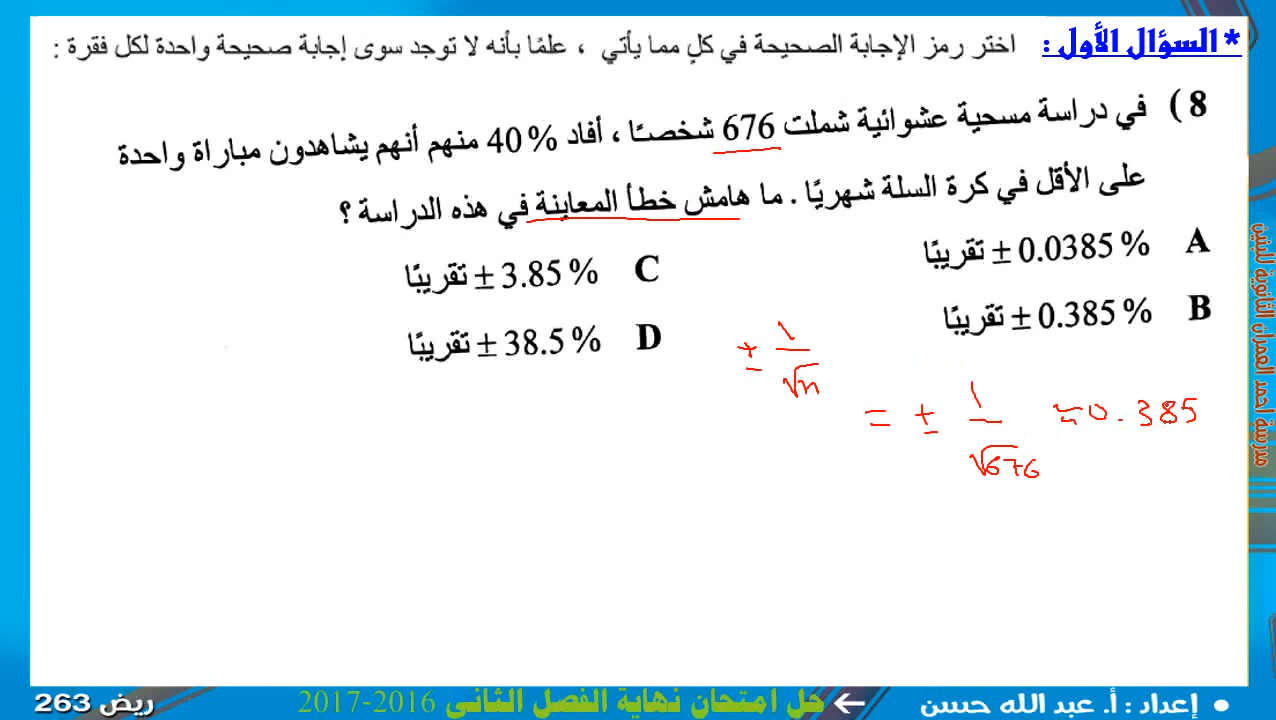 * السؤال الأول : اختر رمز الإجابة الصحيحة في كلٍ مما يأتي ، علمًا بأنه لا توجد سوى إجابة صحيحة واحدة لكل فقرة :
8 ) في دراسة مسحية عشوائية شملت 676 شخصًا ، أفاد 40% منهم أنهم يشاهدون مباراة واحدة
على الأقل في كرة السلة شهريًا . ما هامش خطأ المعاينة في هذه الدراسة ؟
A ± 0.0385 % تقريبًا
C ± 3.85 % تقريبًا
B ± 0.385 % تقريبًا
D ± 38.5 % تقريبًا
± 1/√n
= ± 1/√676 ≈ 0.385
مدرسة احمد العمران الثانوية للبنين
• إعداد : أ. عبد الله حسن ← حل امتحان نهاية الفصل الثاني 2016-2017 ريض 263